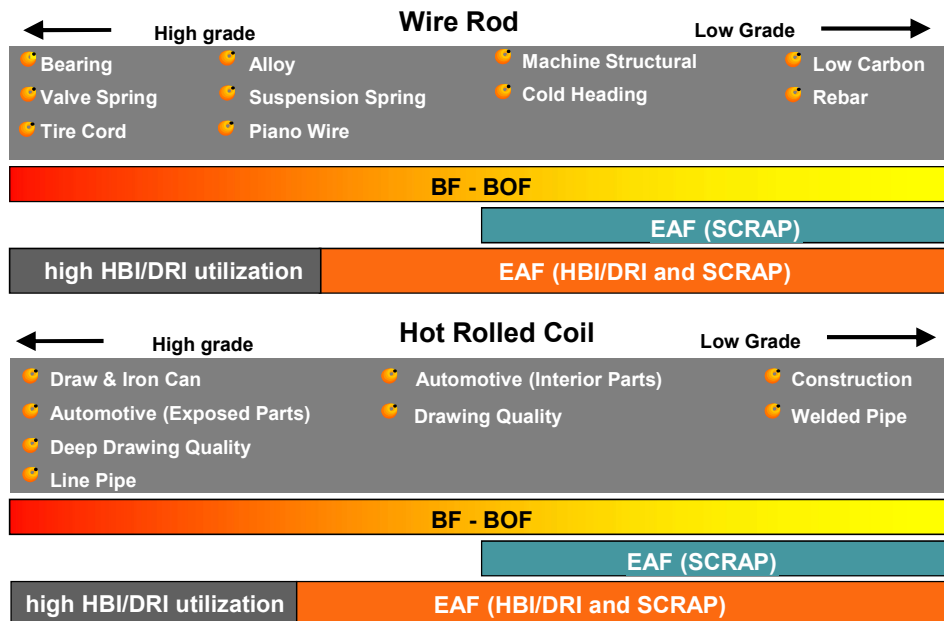 Wire Rod
High grade
Low Grade
Bearing
Valve Spring
Tire Cord
Alloy
Suspension Spring
Piano Wire
Machine Structural
Cold Heading
Low Carbon
Rebar
BF - BOF
EAF (SCRAP)
high HBI/DRI utilization
EAF (HBI/DRI and SCRAP)
Hot Rolled Coil
High grade
Low Grade
Draw & Iron Can
Automotive (Exposed Parts)
Deep Drawing Quality
Line Pipe
Automotive (Interior Parts)
Drawing Quality
Construction
Welded Pipe
BF - BOF
EAF (SCRAP)
high HBI/DRI utilization
EAF (HBI/DRI and SCRAP)